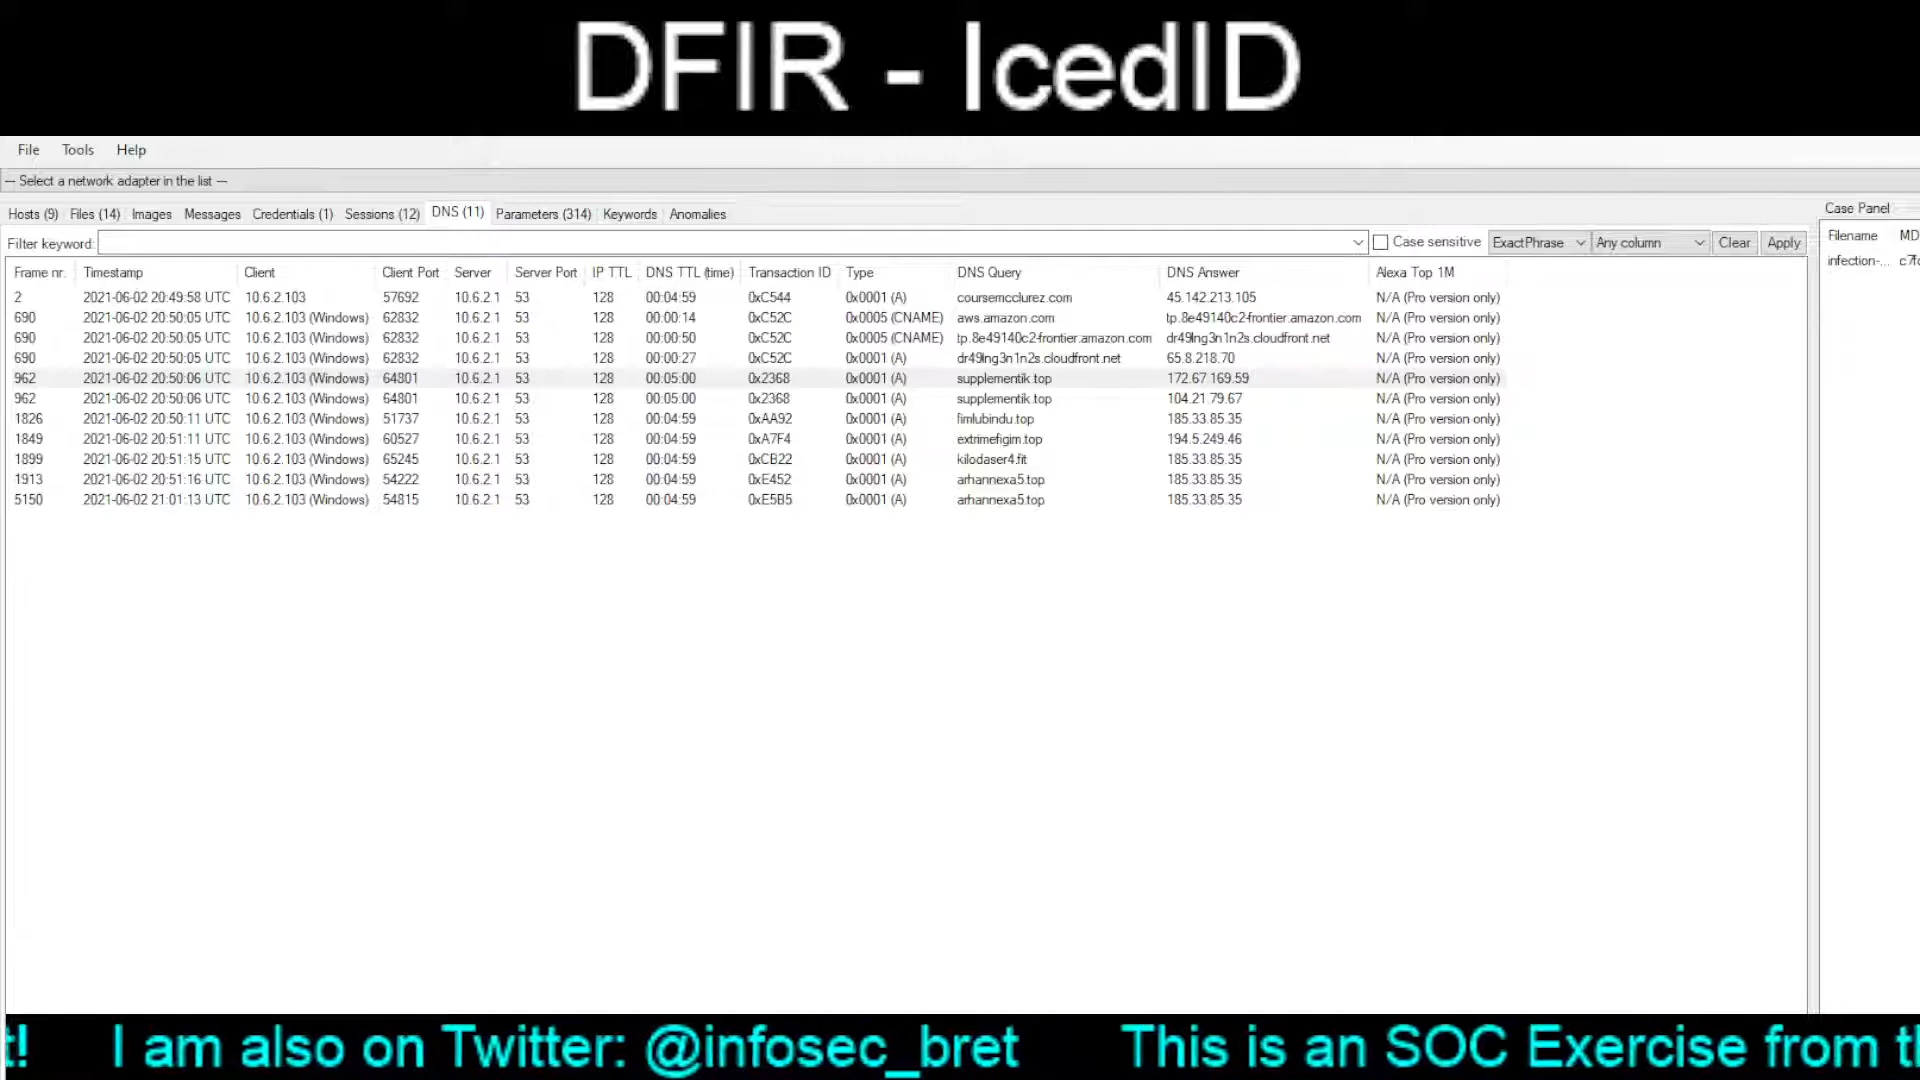 DFIR - IcedID
File Tools Help
--- Select a network adapter in the list ---
Hosts (9) Files (14) Images Messages Credentials (1) Sessions (12) DNS (11) Parameters (314) Keywords Anomalies
Case Panel
Filter keyword: Case sensitive ExactPhrase Any column Clear Apply
Filename MD
infection-... c7fc
Frame nr. Timestamp Client Client Port Server Server Port IP TTL DNS TTL (time) Transaction ID Type DNS Query DNS Answer Alexa Top 1M
2 2021-06-02 20:49:58 UTC 10.6.2.103 57692 10.6.2.1 53 128 00:04:59 0xC544 0x0001 (A) coursemcclurez.com 45.142.213.105 N/A (Pro version only)
690 2021-06-02 20:50:05 UTC 10.6.2.103 (Windows) 62832 10.6.2.1 53 128 00:00:14 0xC52C 0x0005 (CNAME) aws.amazon.com tp.8e49140c2-frontier.amazon.com N/A (Pro version only)
690 2021-06-02 20:50:05 UTC 10.6.2.103 (Windows) 62832 10.6.2.1 53 128 00:00:50 0xC52C 0x0005 (CNAME) tp.8e49140c2-frontier.amazon.com dr49lng3n1n2s.cloudfront.net N/A (Pro version only)
690 2021-06-02 20:50:05 UTC 10.6.2.103 (Windows) 62832 10.6.2.1 53 128 00:00:27 0xC52C 0x0001 (A) dr49lng3n1n2s.cloudfront.net 65.8.218.70 N/A (Pro version only)
962 2021-06-02 20:50:06 UTC 10.6.2.103 (Windows) 64801 10.6.2.1 53 128 00:05:00 0x2368 0x0001 (A) supplementik.top 172.67.169.59 N/A (Pro version only)
962 2021-06-02 20:50:06 UTC 10.6.2.103 (Windows) 64801 10.6.2.1 53 128 00:05:00 0x2368 0x0001 (A) supplementik.top 104.21.79.67 N/A (Pro version only)
1826 2021-06-02 20:50:11 UTC 10.6.2.103 (Windows) 51737 10.6.2.1 53 128 00:04:59 0xAA92 0x0001 (A) fimlubindu.top 185.33.85.35 N/A (Pro version only)
1849 2021-06-02 20:51:11 UTC 10.6.2.103 (Windows) 60527 10.6.2.1 53 128 00:04:59 0xA7F4 0x0001 (A) extrimefigim.top 194.5.249.46 N/A (Pro version only)
1899 2021-06-02 20:51:15 UTC 10.6.2.103 (Windows) 65245 10.6.2.1 53 128 00:04:59 0xCB22 0x0001 (A) kilodaser4.fit 185.33.85.35 N/A (Pro version only)
1913 2021-06-02 20:51:16 UTC 10.6.2.103 (Windows) 54222 10.6.2.1 53 128 00:04:59 0xE452 0x0001 (A) arhannexa5.top 185.33.85.35 N/A (Pro version only)
5150 2021-06-02 21:01:13 UTC 10.6.2.103 (Windows) 54815 10.6.2.1 53 128 00:04:59 0xE5B5 0x0001 (A) arhannexa5.top 185.33.85.35 N/A (Pro version only)
t! I am also on Twitter: @infosec_bret This is an SOC Exercise from th